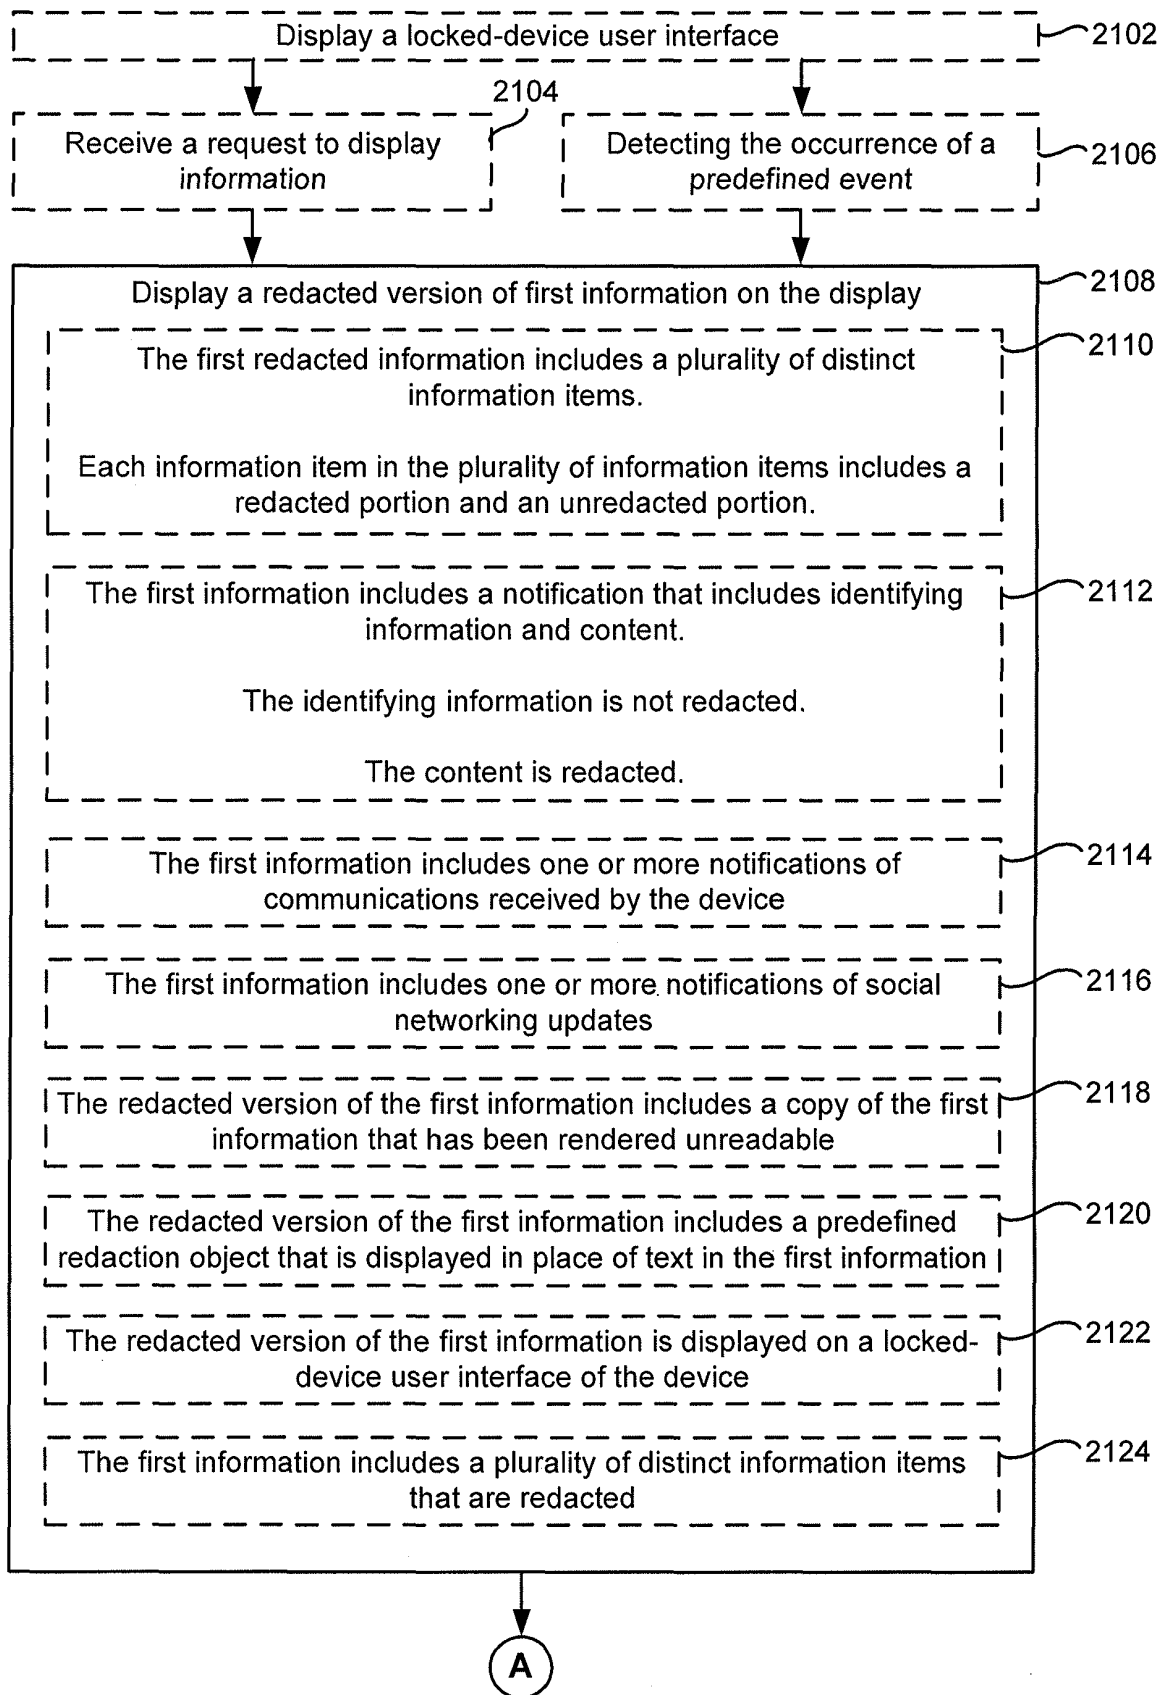 Display a locked-device user interface
2102
2104
Receive a request to display
information
Detecting the occurrence of a
predefined event
2106
Display a redacted version of first information on the display
2108
The first redacted information includes a plurality of distinct
information items.
Each information item in the plurality of information items includes a
redacted portion and an unredacted portion.
2110
The first information includes a notification that includes identifying
information and content.
The identifying information is not redacted.
The content is redacted.
2112
The first information includes one or more notifications of
communications received by the device
2114
The first information includes one or more notifications of social
networking updates
2116
The redacted version of the first information includes a copy of the first
information that has been rendered unreadable
2118
The redacted version of the first information includes a predefined
redaction object that is displayed in place of text in the first information
2120
The redacted version of the first information is displayed on a locked-
device user interface of the device
2122
The first information includes a plurality of distinct information items
that are redacted
2124
A